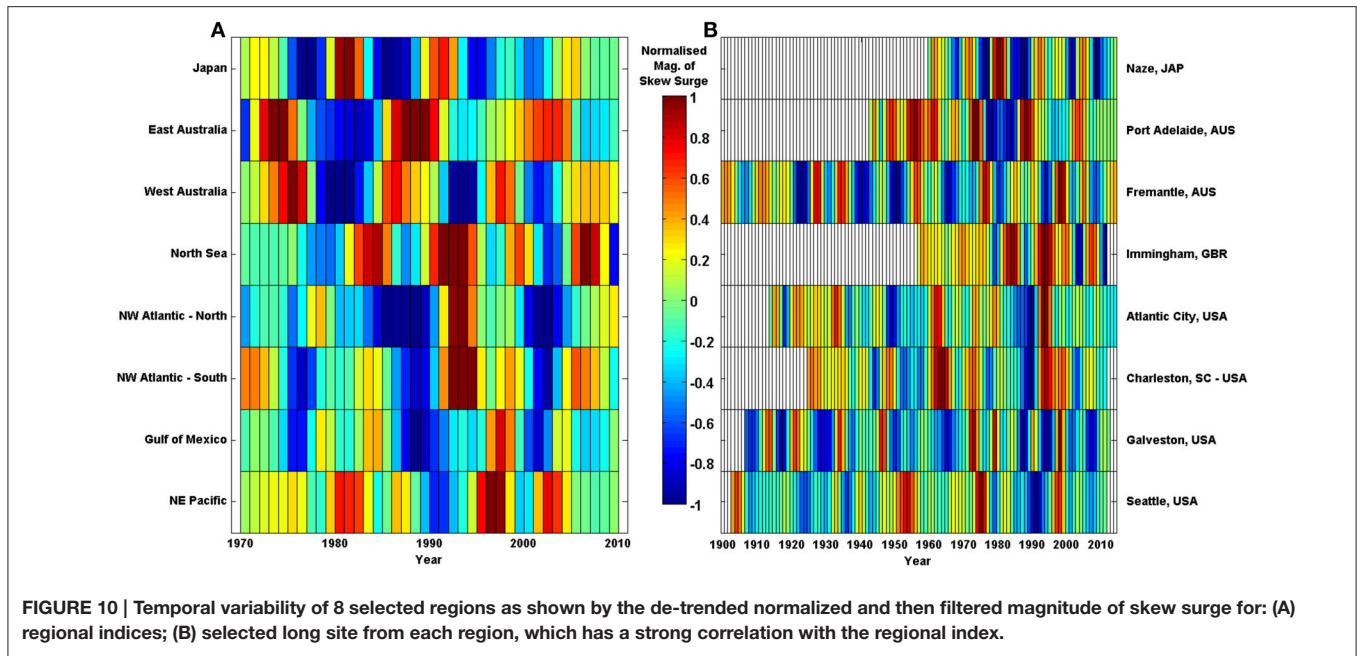 A
B
Japan
East Australia
West Australia
North Sea
NW Atlantic - North
NW Atlantic - South
Gulf of Mexico
NE Pacific
1970
1980
1990
2000
2010
Year
Normalised
Mag. of
Skew Surge
1
0.8
0.6
0.4
0.2
0
-0.2
-0.4
-0.6
-0.8
-1
Naze, JAP
Port Adelaide, AUS
Fremantle, AUS
Immingham, GBR
Atlantic City, USA
Charleston, SC - USA
Galveston, USA
Seattle, USA
1900 1910 1920 1930 1940 1950 1960 1970 1980 1990 2000 2010
Year
FIGURE 10 | Temporal variability of 8 selected regions as shown by the de-trended normalized and then filtered magnitude of skew surge for: (A)
regional indices; (B) selected long site from each region, which has a strong correlation with the regional index.